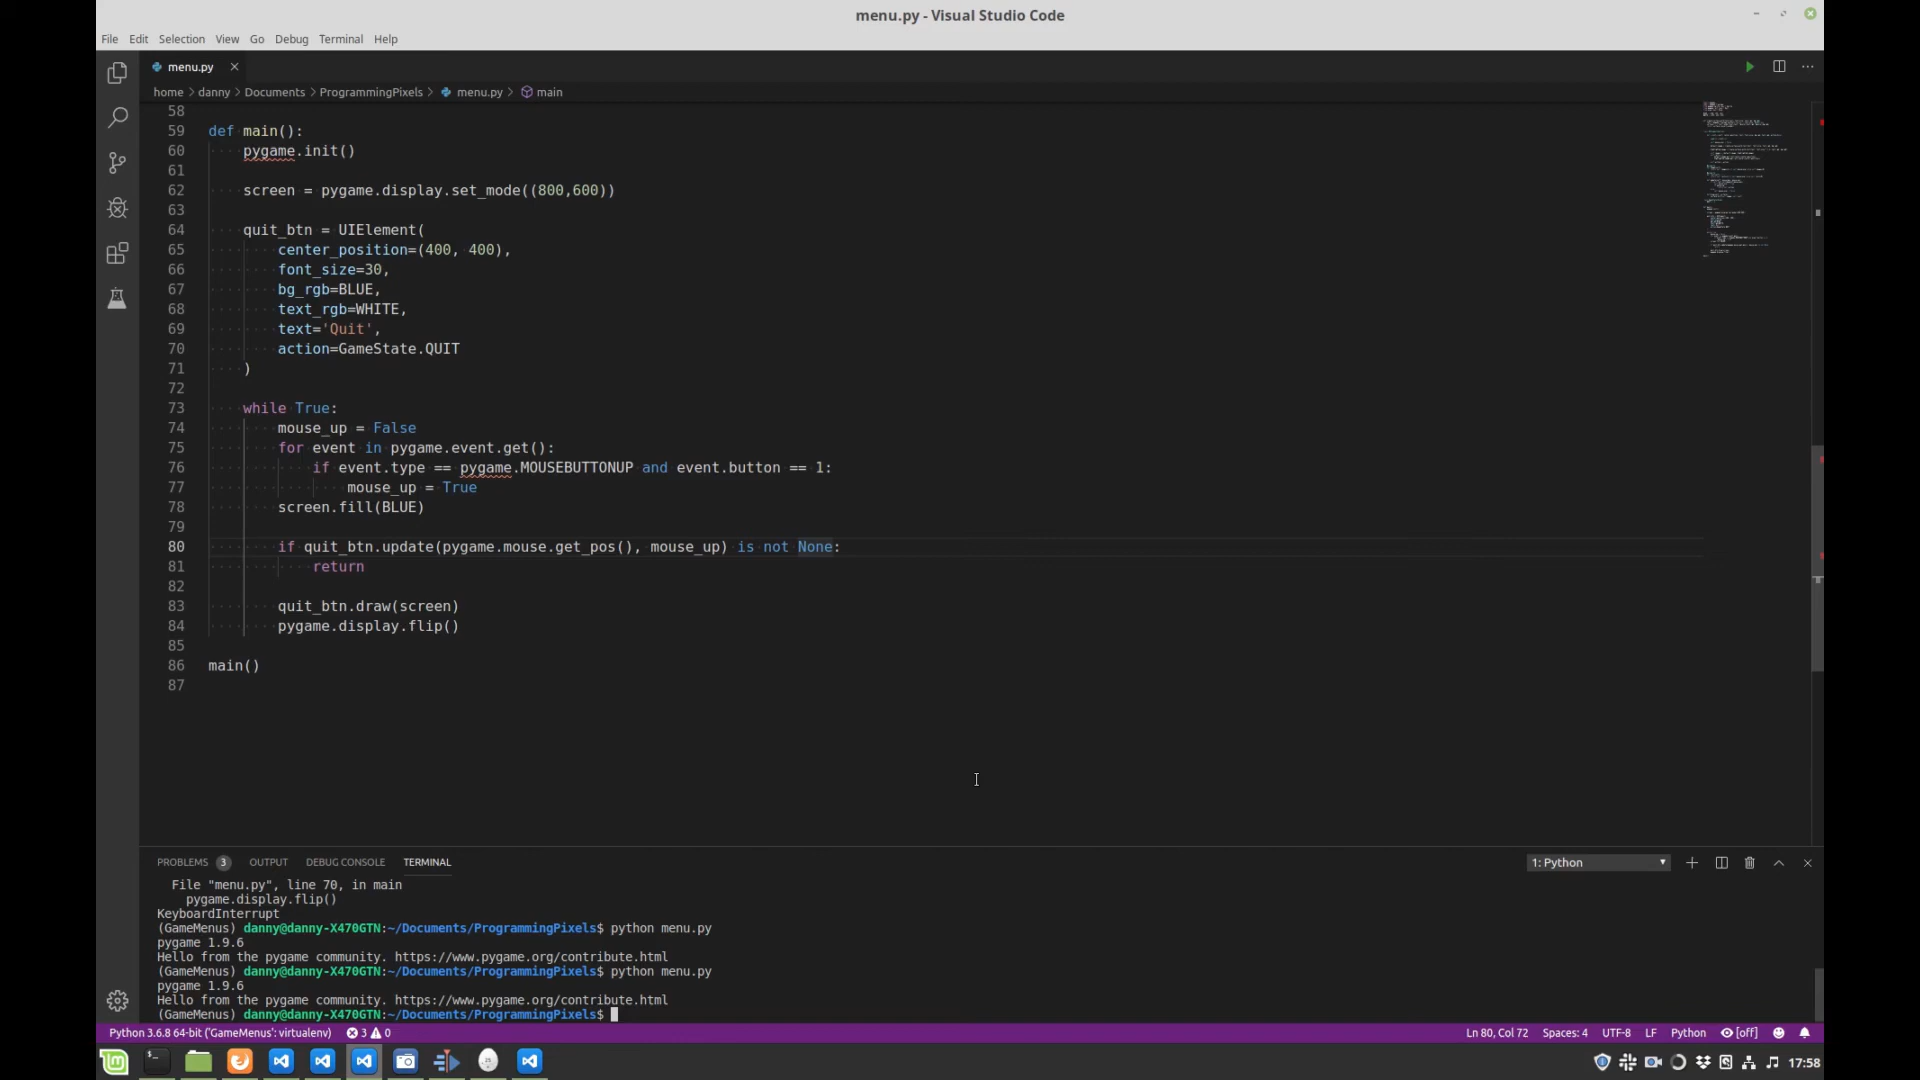 menu.py - Visual Studio Code
File Edit Selection View Go Debug Terminal Help
menu.py
home > danny > Documents > ProgrammingPixels > menu.py > main
58
59 def main():
60 pygame.init()
61
62 screen = pygame.display.set_mode((800,600))
63
64 quit_btn = UIElement(
65 center_position=(400, 400),
66 font_size=30,
67 bg_rgb=BLUE,
68 text_rgb=WHITE,
69 text='Quit',
70 action=GameState.QUIT
71 )
72
73 while True:
74 mouse_up = False
75 for event in pygame.event.get():
76 if event.type == pygame.MOUSEBUTTONUP and event.button == 1:
77 mouse_up = True
78 screen.fill(BLUE)
79
80 if quit_btn.update(pygame.mouse.get_pos(), mouse_up) is not None:
81 return
82
83 quit_btn.draw(screen)
84 pygame.display.flip()
85
86 main()
87
PROBLEMS 3 OUTPUT DEBUG CONSOLE TERMINAL 1: Python
File "menu.py", line 70, in main
pygame.display.flip()
KeyboardInterrupt
(GameMenus) danny@danny-X470GTN:~/Documents/ProgrammingPixels$ python menu.py
pygame 1.9.6
Hello from the pygame community. https://www.pygame.org/contribute.html
(GameMenus) danny@danny-X470GTN:~/Documents/ProgrammingPixels$ python menu.py
pygame 1.9.6
Hello from the pygame community. https://www.pygame.org/contribute.html
(GameMenus) danny@danny-X470GTN:~/Documents/ProgrammingPixels$
Python 3.6.8 64-bit ('GameMenus': virtualenv) 3 0 Ln 80, Col 72 Spaces: 4 UTF-8 LF Python [off]
17:58